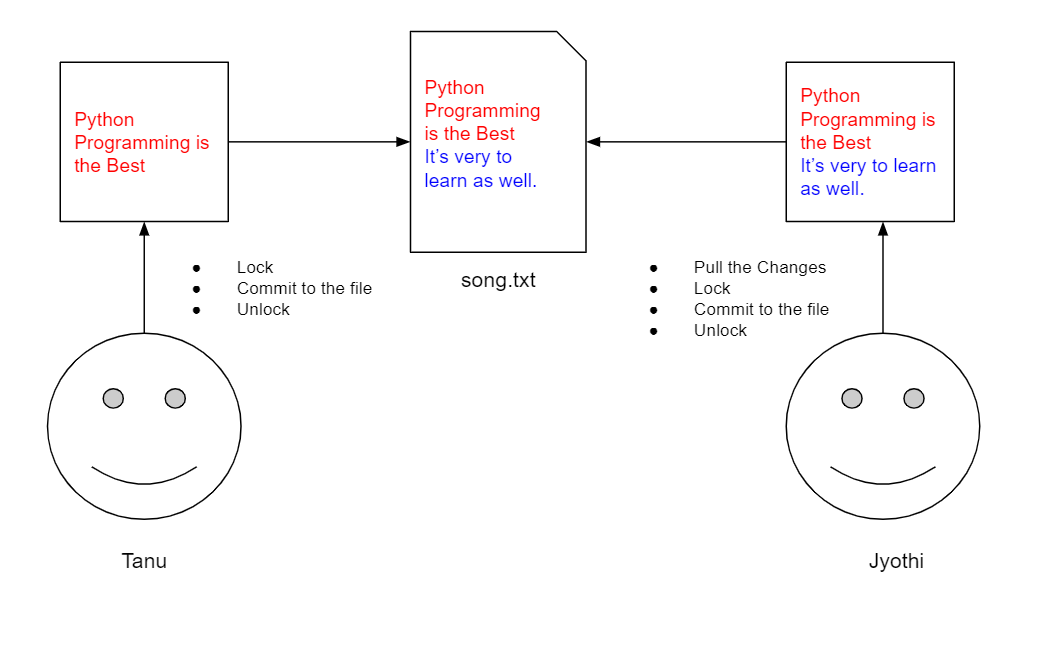 Python
Programming is
the Best
Python
Programming
is the Best
It’s very to
learn as well.
Python
Programming is
the Best
It’s very to learn
as well.
song.txt
● Lock
● Commit to the file
● Unlock
● Pull the Changes
● Lock
● Commit to the file
● Unlock
Tanu
Jyothi